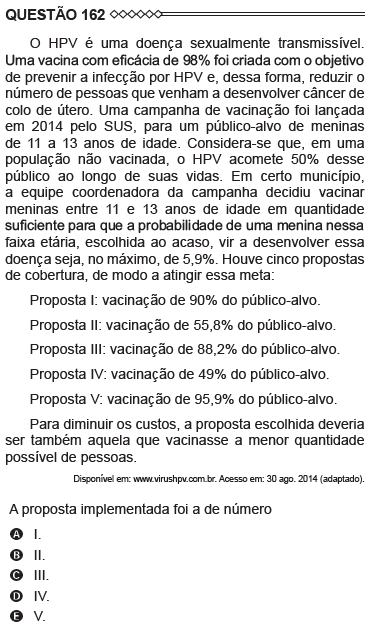 QUESTÃO 162
O HPV é uma doença sexualmente transmissível.
Uma vacina com eficácia de 98% foi criada com o objetivo
de prevenir a infecção por HPV e, dessa forma, reduzir o
número de pessoas que venham a desenvolver câncer de
colo de útero. Uma campanha de vacinação foi lançada
em 2014 pelo SUS, para um público-alvo de meninas
de 11 a 13 anos de idade. Considera-se que, em uma
população não vacinada, o HPV acomete 50% desse
público ao longo de suas vidas. Em certo município,
a equipe coordenadora da campanha decidiu vacinar
meninas entre 11 e 13 anos de idade em quantidade
suficiente para que a probabilidade de uma menina nessa
faixa etária, escolhida ao acaso, vir a desenvolver essa
doença seja, no máximo, de 5,9%. Houve cinco propostas
de cobertura, de modo a atingir essa meta:
Proposta I: vacinação de 90% do público-alvo.
Proposta II: vacinação de 55,8% do público-alvo.
Proposta III: vacinação de 88,2% do público-alvo.
Proposta IV: vacinação de 49% do público-alvo.
Proposta V: vacinação de 95,9% do público-alvo.
Para diminuir os custos, a proposta escolhida deveria
ser também aquela que vacinasse a menor quantidade
possível de pessoas.
Disponível em: www.virushpv.com.br. Acesso em: 30 ago. 2014 (adaptado).
A proposta implementada foi a de número
A I.
B II.
C III.
D IV.
E V.